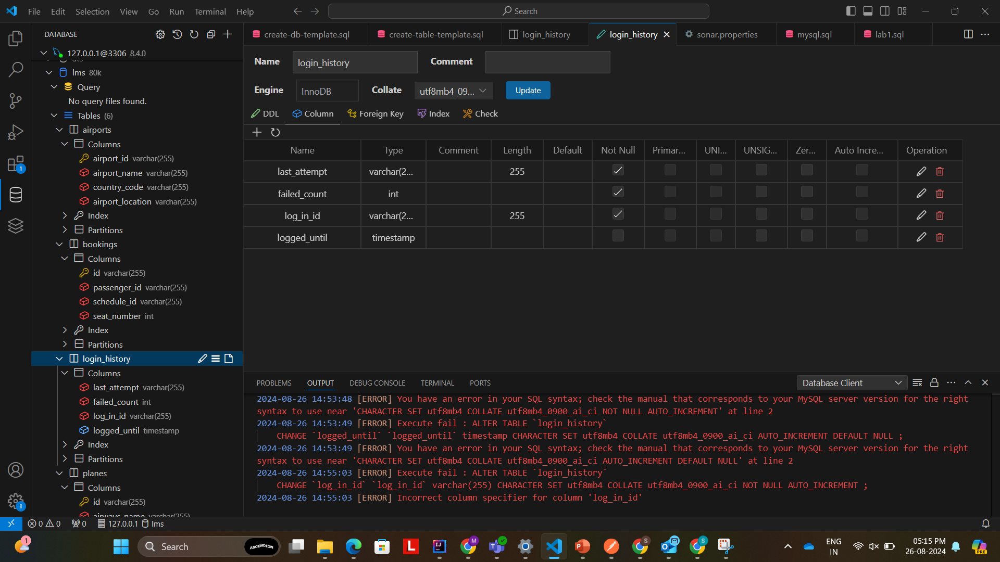 File Edit Selection View Go Run Terminal Help
Search
DATABASE
127.0.0.1@3306 8.4.0
lms 80k
Query
No query files found.
Tables (6)
airports
Columns
airport_id varchar(255)
airport_name varchar(255)
country_code varchar(255)
airport_location varchar(255)
Index
Partitions
bookings
Columns
id varchar(255)
passenger_id varchar(255)
schedule_id varchar(255)
seat_number int
Index
Partitions
login_history
Columns
last_attempt varchar(255)
failed_count int
log_in_id varchar(255)
logged_until timestamp
Index
Partitions
planes
Columns
id varchar(255)
airways_name varchar(255)
1
1
create-db-template.sql create-table-template.sql login_history login_history sonar.properties mysql.sql lab1.sql
Name login_history Comment
Engine InnoDB Collate utf8mb4_09... Update
DDL Column Foreign Key Index Check
Name Type Comment Length Default Not Null Primar... UNI... UNSIG... Zer... Auto Incre... Operation
last_attempt varchar(2... 255
failed_count int
log_in_id varchar(2... 255
logged_until timestamp
PROBLEMS OUTPUT DEBUG CONSOLE TERMINAL PORTS Database Client
2024-08-26 14:53:48 [ERROR] You have an error in your SQL syntax; check the manual that corresponds to your MySQL server version for the right
syntax to use near 'CHARACTER SET utf8mb4 COLLATE utf8mb4_0900_ai_ci NOT NULL AUTO_INCREMENT' at line 2
2024-08-26 14:53:49 [ERROR] Execute fail : ALTER TABLE `login_history`
CHANGE `logged_until` `logged_until` timestamp CHARACTER SET utf8mb4 COLLATE utf8mb4_0900_ai_ci AUTO_INCREMENT DEFAULT NULL ;
2024-08-26 14:53:49 [ERROR] You have an error in your SQL syntax; check the manual that corresponds to your MySQL server version for the right
syntax to use near 'CHARACTER SET utf8mb4 COLLATE utf8mb4_0900_ai_ci AUTO_INCREMENT DEFAULT NULL' at line 2
2024-08-26 14:55:03 [ERROR] Execute fail : ALTER TABLE `login_history`
CHANGE `log_in_id` `log_in_id` varchar(255) CHARACTER SET utf8mb4 COLLATE utf8mb4_0900_ai_ci NOT NULL AUTO_INCREMENT ;
2024-08-26 14:55:03 [ERROR] Incorrect column specifier for column 'log_in_id'
0 0 0 127.0.0.1 lms
1 Search ASCENDION L IJ M T P S S ENG 05:15 PM
IN 26-08-2024 PRE